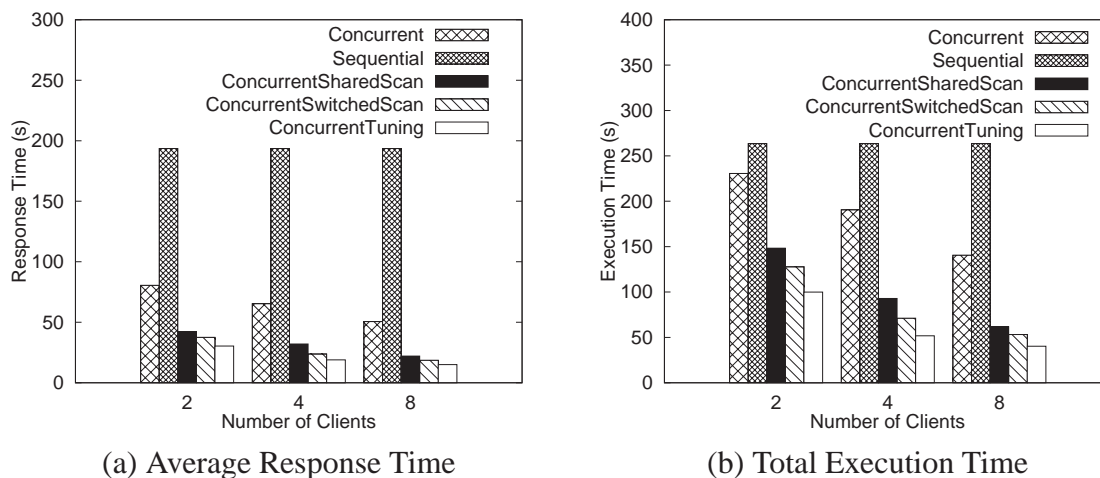 300
250
200
150
100
50
0
Response Time (s)
Concurrent
Sequential
ConcurrentSharedScan
ConcurrentSwitchedScan
ConcurrentTuning
2 4 8
Number of Clients
(a) Average Response Time
400
350
300
250
200
150
100
50
0
Execution Time (s)
Concurrent
Sequential
ConcurrentSharedScan
ConcurrentSwitchedScan
ConcurrentTuning
2 4 8
Number of Clients
(b) Total Execution Time